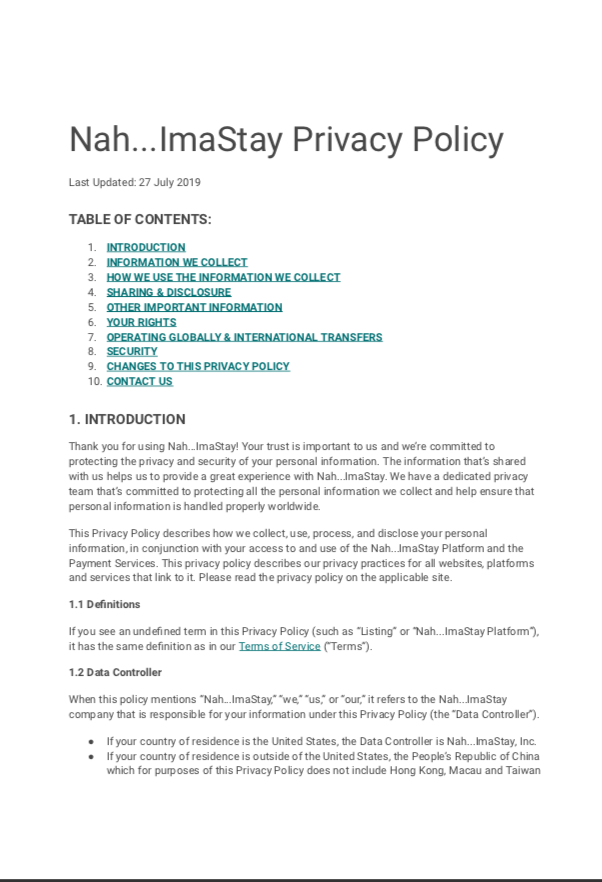 Nah...ImaStay Privacy Policy
Last Updated: 27 July 2019
TABLE OF CONTENTS:
1. INTRODUCTION
2. INFORMATION WE COLLECT
3. HOW WE USE THE INFORMATION WE COLLECT
4. SHARING & DISCLOSURE
5. OTHER IMPORTANT INFORMATION
6. YOUR RIGHTS
7. OPERATING GLOBALLY & INTERNATIONAL TRANSFERS
8. SECURITY
9. CHANGES TO THIS PRIVACY POLICY
10. CONTACT US
1. INTRODUCTION
Thank you for using Nah...ImaStay! Your trust is important to us and we're committed to
protecting the privacy and security of your personal information. The information that's shared
with us helps us to provide a great experience with Nah...ImaStay. We have a dedicated privacy
team that's committed to protecting all the personal information we collect and help ensure that
personal information is handled properly worldwide.
This Privacy Policy describes how we collect, use, process, and disclose your personal
information, in conjunction with your access to and use of the Nah...ImaStay Platform and the
Payment Services. This privacy policy describes our privacy practices for all websites, platforms
and services that link to it. Please read the privacy policy on the applicable site.
1.1 Definitions
If you see an undefined term in this Privacy Policy (such as “Listing” or “Nah...ImaStay Platform”),
it has the same definition as in our Terms of Service (“Terms”).
1.2 Data Controller
When this policy mentions “Nah...ImaStay,” “we,” “us,” or “our,” it refers to the Nah...ImaStay
company that is responsible for your information under this Privacy Policy (the “Data Controller”).
● If your country of residence is the United States, the Data Controller is Nah...ImaStay, Inc.
● If your country of residence is outside of the United States, the People's Republic of China
which for purposes of this Privacy Policy does not include Hong Kong, Macau and Taiwan